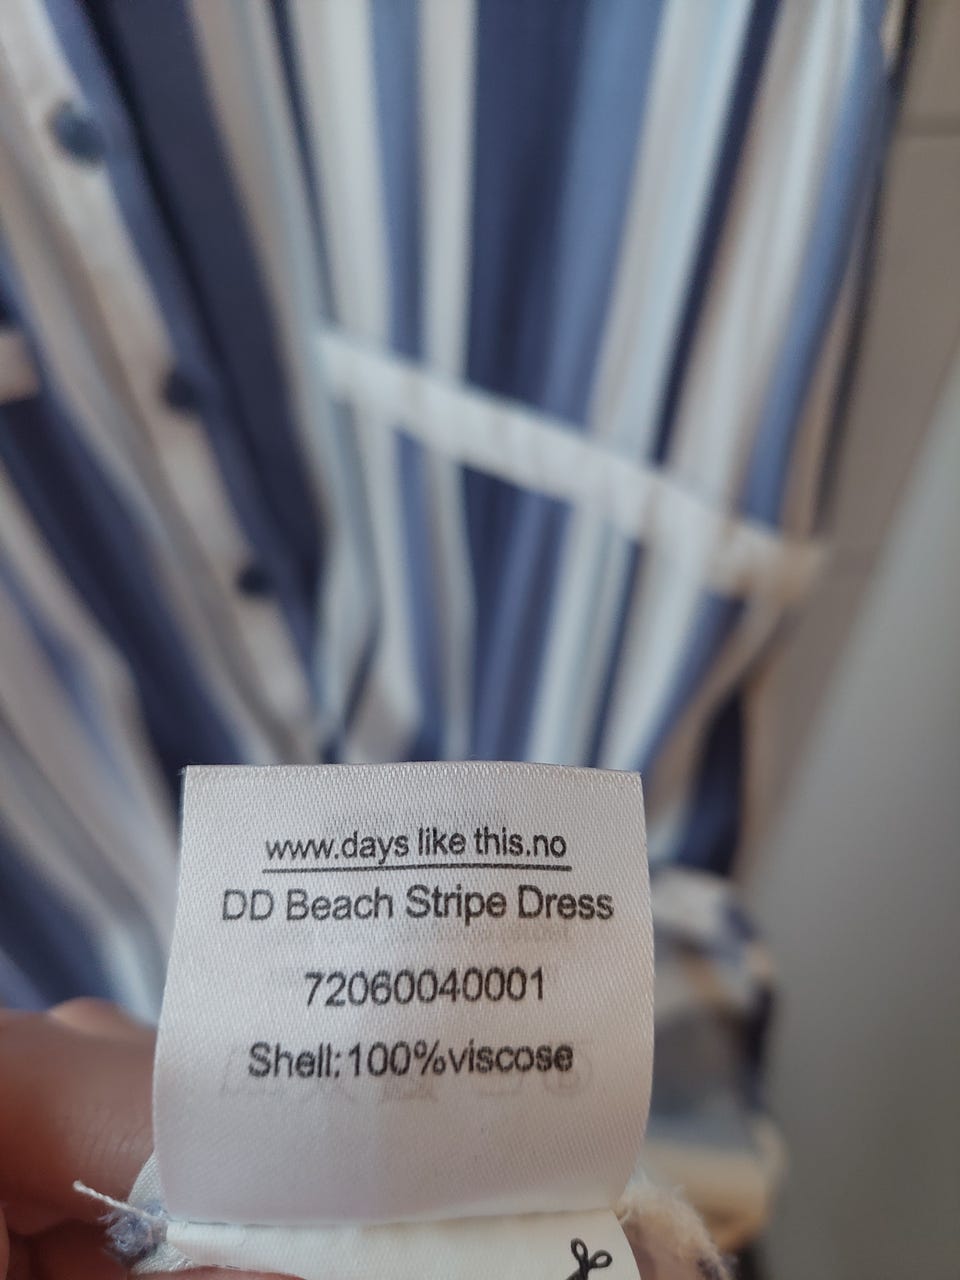 www.days like this.no
DD Beach Stripe Dress
72060040001
Shell:100%viscose